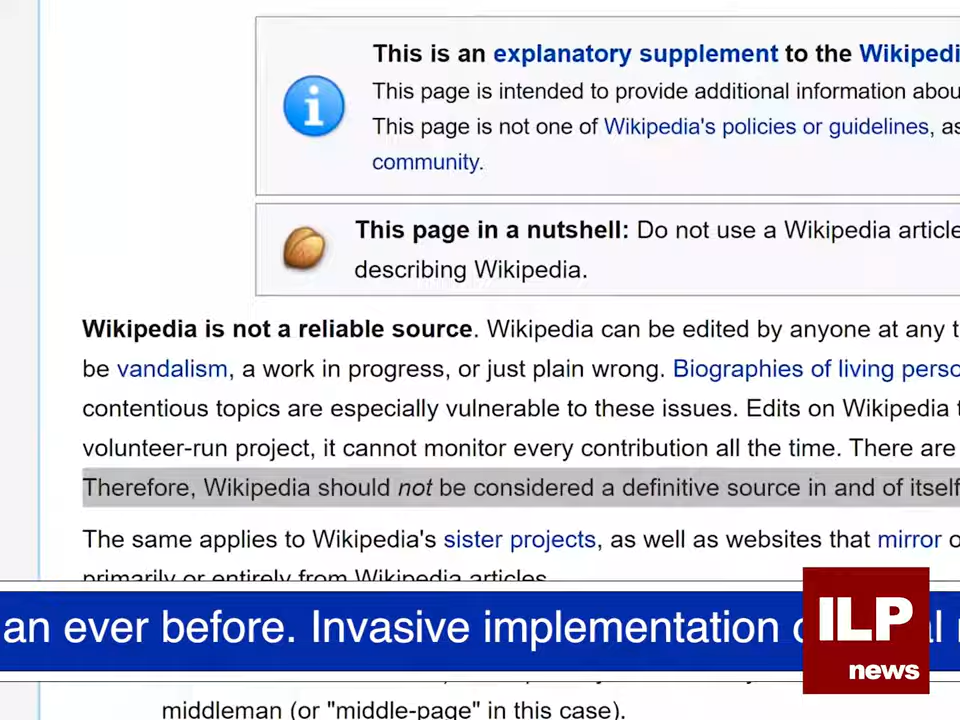 This is an explanatory supplement to the
This page is intended to provide additional information
This page is not one of Wikipedia's policies or guidelines,
community.
This page in a nutshell: Do not use a Wikipedia article
describing Wikipedia.
Wikipedia is not a reliable source. Wikipedia can be edited by anyone at any
be vandalism, a work in progress, or just plain wrong. Biographies of living
contentious topics are especially vulnerable to these issues. Edits on Wikipedia
volunteer-run project, it cannot monitor every contribution all the time. There are
Therefore, Wikipedia should not be considered a definitive source in and of itself
The same applies to Wikipedia's sister projects, as well as websites that mirror
primarily or entirely from Wikipedia articles.
an ever before. Invasive implementation
ILP
news
middleman (or "middle-page" in this case).